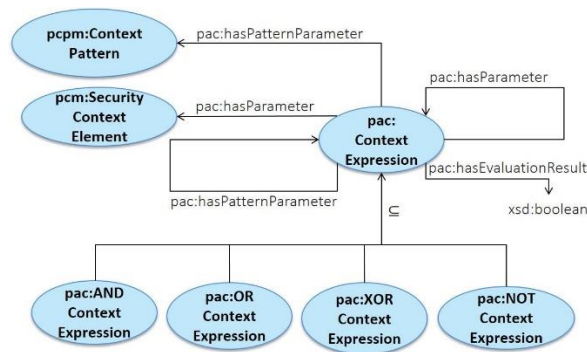 pcpm:Context
Pattern
pac:hasPatternParameter
pac:hasParameter
pcm:Security
Context
Element
pac:hasParameter
pac:
Context
Expression
pac:hasEvaluationResult
pac:hasPatternParameter
xsd:boolean
⊆
pac:AND
Context
Expression
pac:OR
Context
Expression
pac:XOR
Context
Expression
pac:NOT
Context
Expression